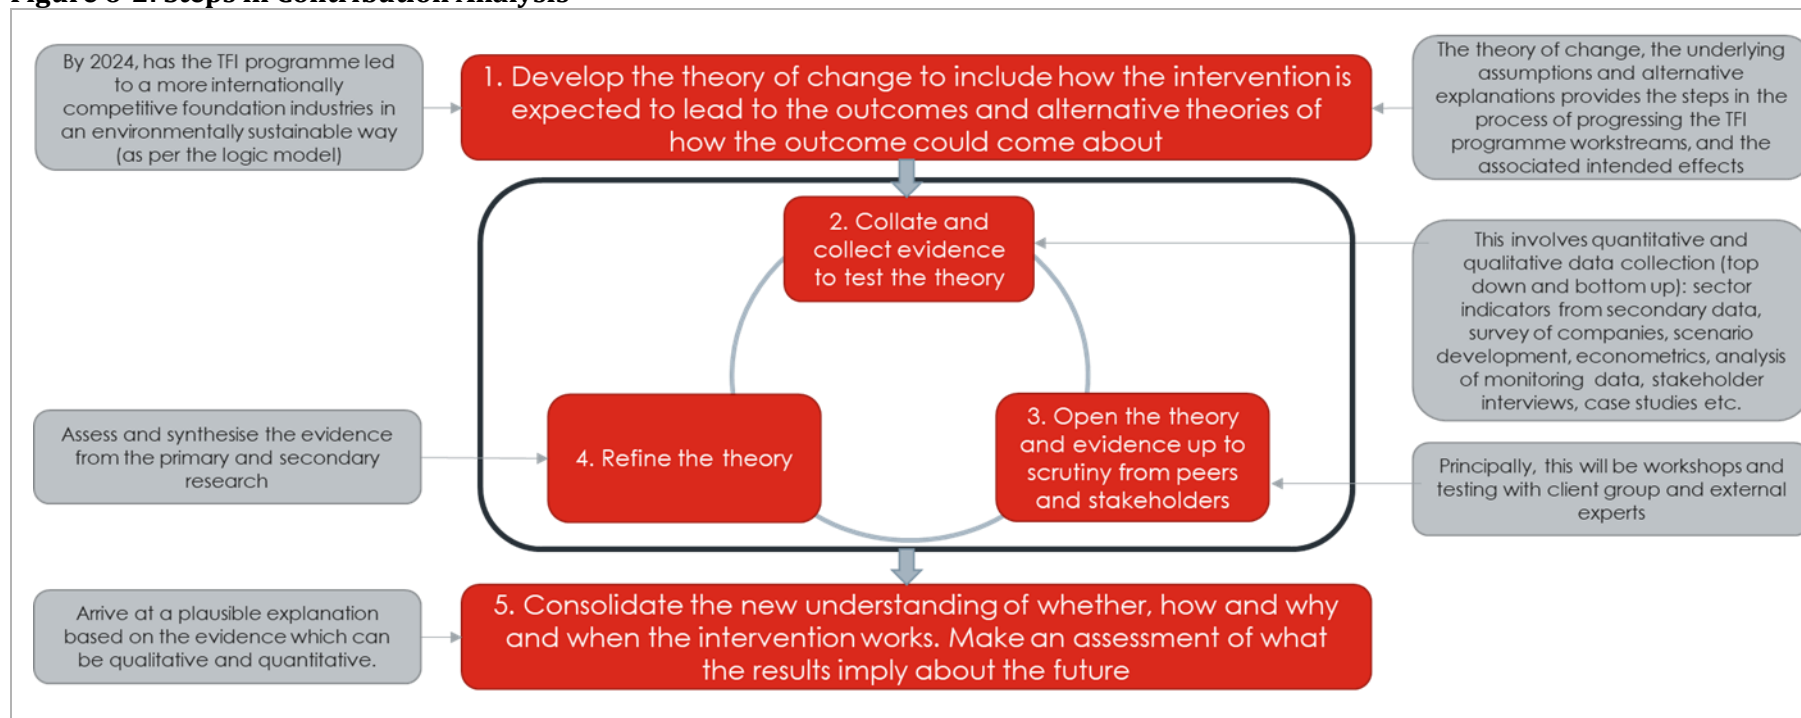 Figure 6-2: Steps in Contribution Analysis
By 2024, has the TFI programme led
to a more internationally
competitive foundation industries in
an environmentally sustainable way
(as per the logic model)
1. Develop the theory of change to include how the intervention is
expected to lead to the outcomes and alternative theories of
how the outcome could come about
The theory of change, the underlying
assumptions and alternative
explanations provides the steps in the
process of progressing the TFI
programme workstreams, and the
associated intended effects
2. Collate and
collect evidence
to test the theory
This involves quantitative and
qualitative data collection (top
down and bottom up): sector
indicators from secondary data,
survey of companies, scenario
development, econometrics, analysis
of monitoring data, stakeholder
interviews, case studies etc.
Assess and synthesise the evidence
from the primary and secondary
research
4. Refine the theory
3. Open the theory
and evidence up to
scrutiny from peers
and stakeholders
Principally, this will be workshops and
testing with client group and external
experts
Arrive at a plausible explanation
based on the evidence which can
be qualitative and quantitative.
5. Consolidate the new understanding of whether, how and why
and when the intervention works. Make an assessment of what
the results imply about the future